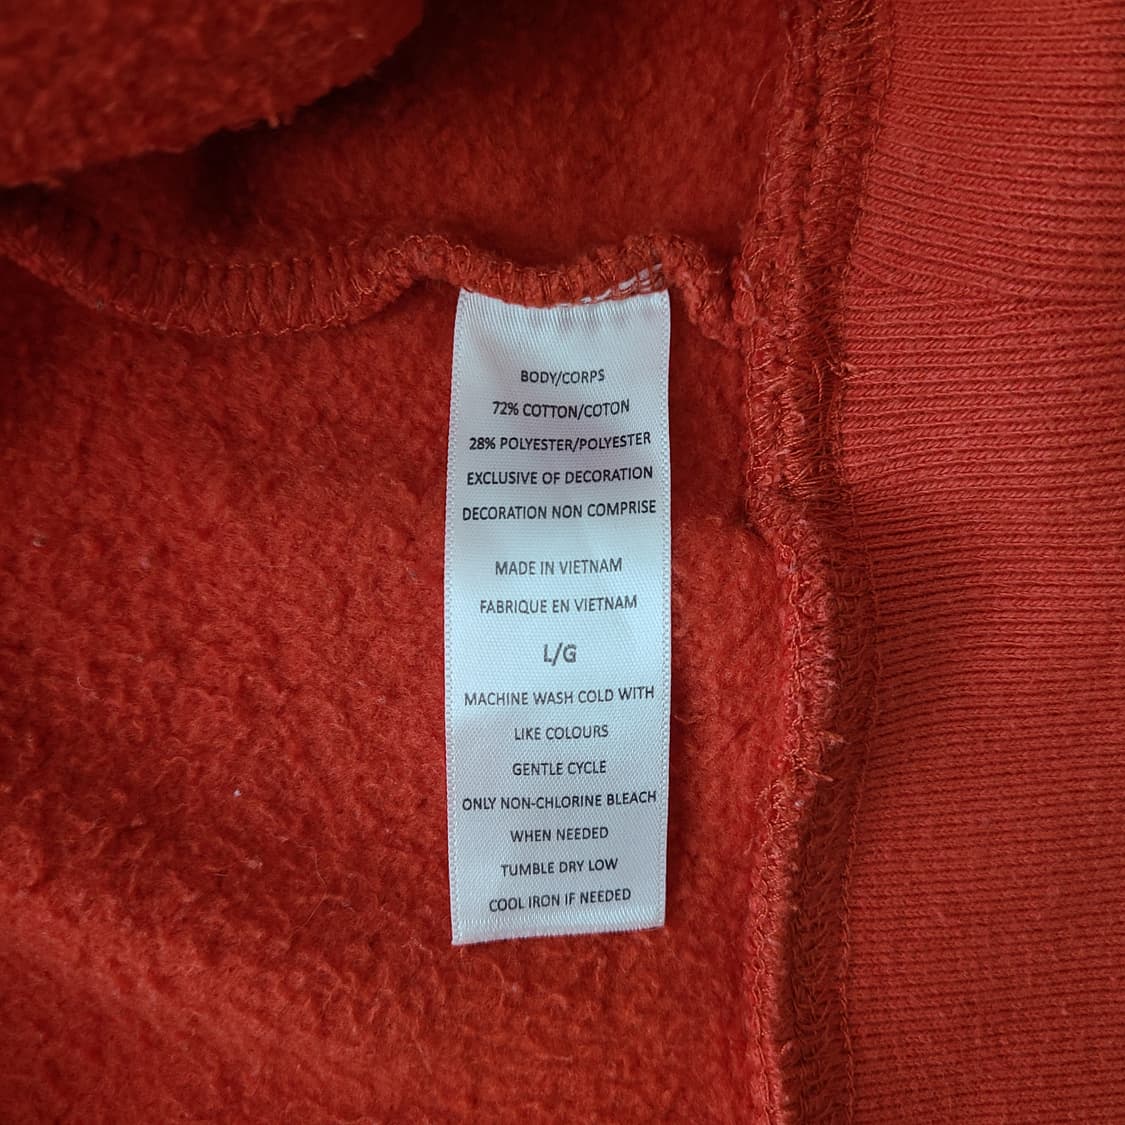 BODY/CORPS
72% COTTON/COTON
28% POLYESTER/POLYESTER
EXCLUSIVE OF DECORATION
DECORATION NON COMPRISE
MADE IN VIETNAM
FABRIQUE EN VIETNAM
L/G
MACHINE WASH COLD WITH
LIKE COLOURS
GENTLE CYCLE
ONLY NON-CHLORINE BLEACH
WHEN NEEDED
TUMBLE DRY LOW
COOL IRON IF NEEDED